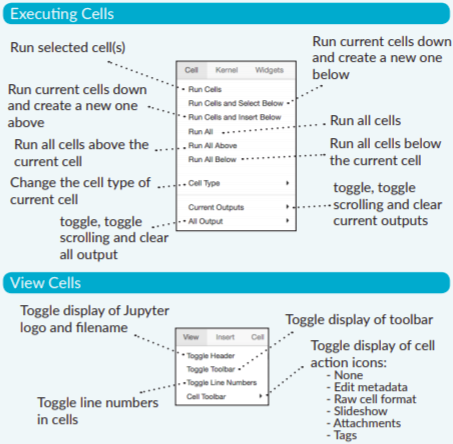 Executing Cells
Run selected cell(s)
Run current cells down
and create a new one
above
Run all cells above the
current cell
Change the cell type of
current cell
toggle, toggle
scrolling and clear
all output
Cell Kernel Widgets
Run Cells
Run Cells and Select Below
Run Cells and Insert Below
Run All
Run All Above
Run All Below
Cell Type
Current Outputs
All Output
Run current cells down
and create a new one
below
Run all cells
Run all cells below
the current cell
toggle, toggle
scrolling and clear
current outputs
View Cells
Toggle display of Jupyter
logo and filename
Toggle line numbers
in cells
View Insert Cell
Toggle Header
Toggle Toolbar
Toggle Line Numbers
Cell Toolbar
Toggle display of toolbar
Toggle display of cell
action icons:
- None
- Edit metadata
- Raw cell format
- Slideshow
- Attachments
- Tags